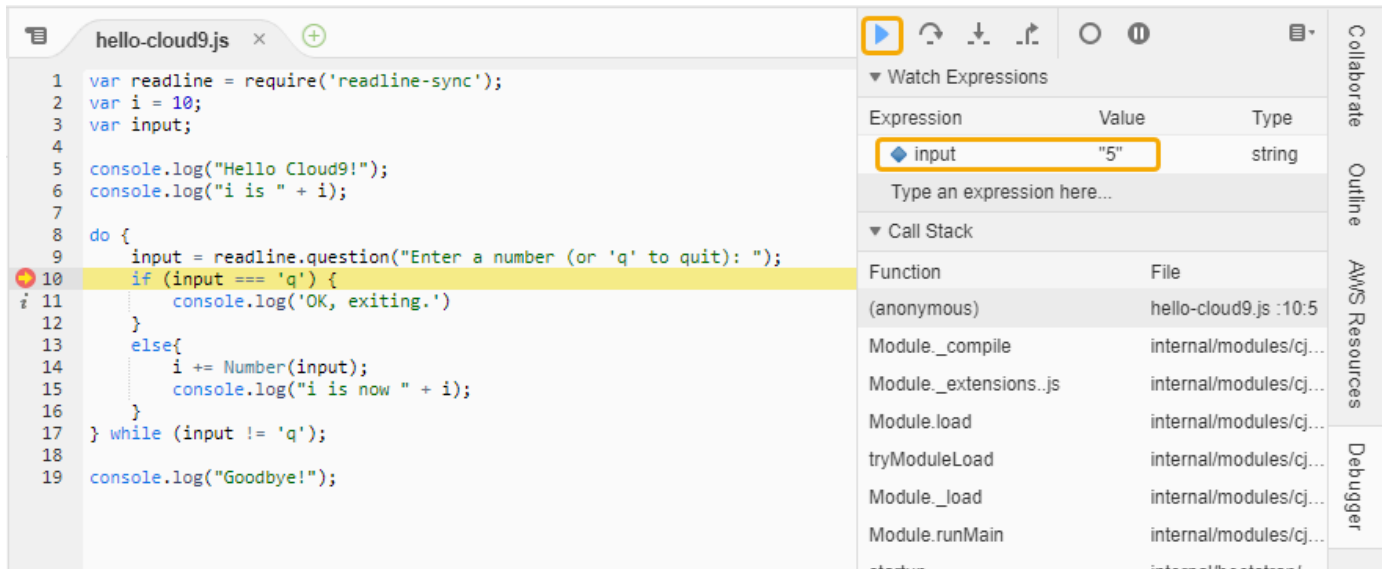 hello-cloud9.js ×
1 var readline = require('readline-sync');
2 var i = 10;
3 var input;
4
5 console.log("Hello Cloud9!");
6 console.log("i is " + i);
7
8 do {
9     input = readline.question("Enter a number (or 'q' to quit): ");
10     if (input === 'q') {
i 11         console.log('OK, exiting.')
12     }
13     else{
14         i += Number(input);
15         console.log("i is now " + i);
16     }
17 } while (input != 'q');
18
19 console.log("Goodbye!");
Watch Expressions
Expression Value Type
input "5" string
Type an expression here...
Call Stack
Function File
(anonymous) hello-cloud9.js :10:5
Module._compile internal/modules/cj...
Module._extensions..js internal/modules/cj...
Module.load internal/modules/cj...
tryModuleLoad internal/modules/cj...
Module._load internal/modules/cj...
Module.runMain internal/modules/cj...
Collaborate
Outline
AWS Resources
Debugger